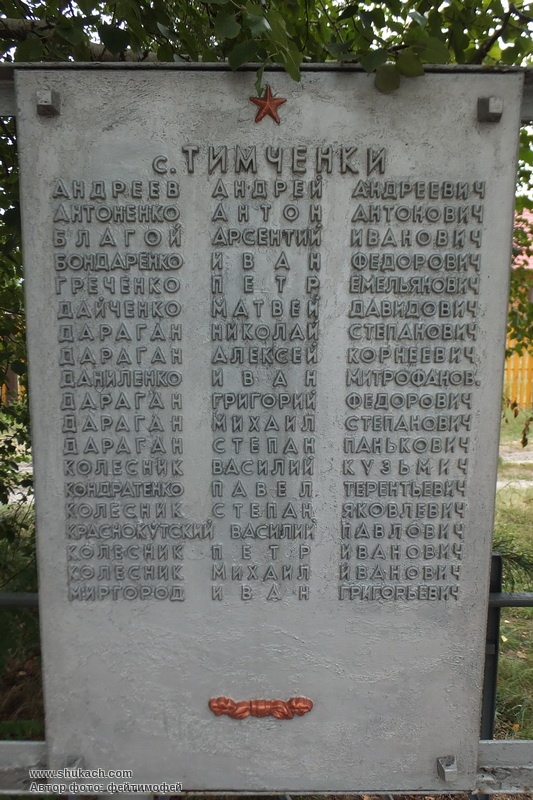 с. ТИМЧЕНКИ
АНДРЕЕВ АНДРЕЙ АНДРЕЕВИЧ
АНТОНЕНКО АНТОН АНТОНОВИЧ
БЛАГОЙ АРСЕНТИЙ ИВАНОВИЧ
БОНДАРЕНКО ИВАН ФЕДОРОВИЧ
ГРЕЧЕНКО ПЕТР ЕМЕЛЬЯНОВИЧ
ДАЙЧЕНКО МАТВЕЙ ДАВИДОВИЧ
ДАРАГАН НИКОЛАЙ СТЕПАНОВИЧ
ДАРАГАН АЛЕКСЕЙ КОРНЕЕВИЧ
ДАНИЛЕНКО ИВАН МИТРОФАНОВ.
ДАРАГАН ГРИГОРИЙ ФЕДОРОВИЧ
ДАРАГАН МИХАИЛ СТЕПАНОВИЧ
ДАРАГАН СТЕПАН ПАНЬКОВИЧ
КОЛЕСНИК ВАСИЛИЙ КУЗЬМИЧ
КОНДРАТЕНКО ПАВЕЛ ТЕРЕНТЬЕВИЧ
КОЛЕСНИК СТЕПАН ЯКОВЛЕВИЧ
КРАСНОКУТСКИЙ ВАСИЛИЙ ПАВЛОВИЧ
КОЛЕСНИК ПЕТР ИВАНОВИЧ
КОЛЕСНИК МИХАИЛ ИВАНОВИЧ
МИРГОРОД ИВАН ГРИГОРЬЕВИЧ
www.shukach.com
Автор фото: фейтимофей